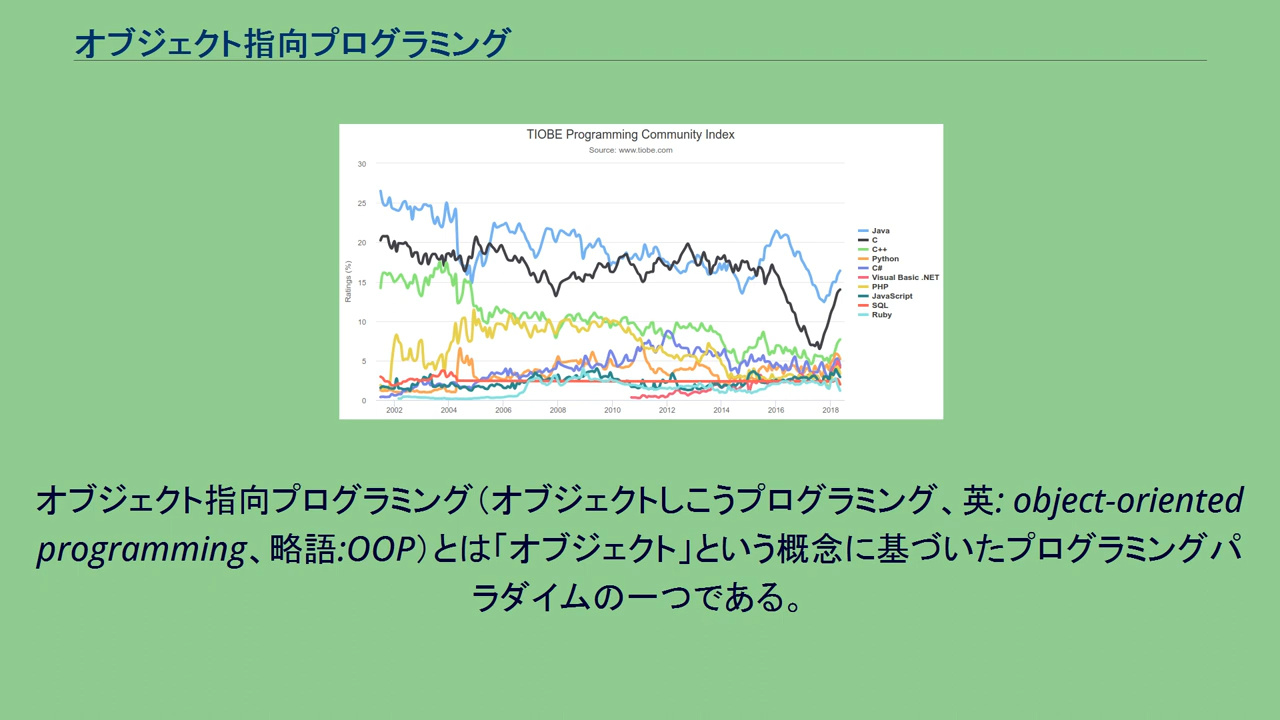 オブジェクト指向プログラミング
TIOBE Programming Community Index
Source: www.tiobe.com
Ratings (%)
30
25
20
15
10
5
0
2002 2004 2006 2008 2010 2012 2014 2016 2018
Java
C
C++
Python
C#
Visual Basic .NET
PHP
JavaScript
SQL
Ruby
オブジェクト指向プログラミング（オブジェクトしこうプログラミング、英: object-oriented
programming、略語:OOP）とは「オブジェクト」という概念に基づいたプログラミングパ
ラダイムの一つである。